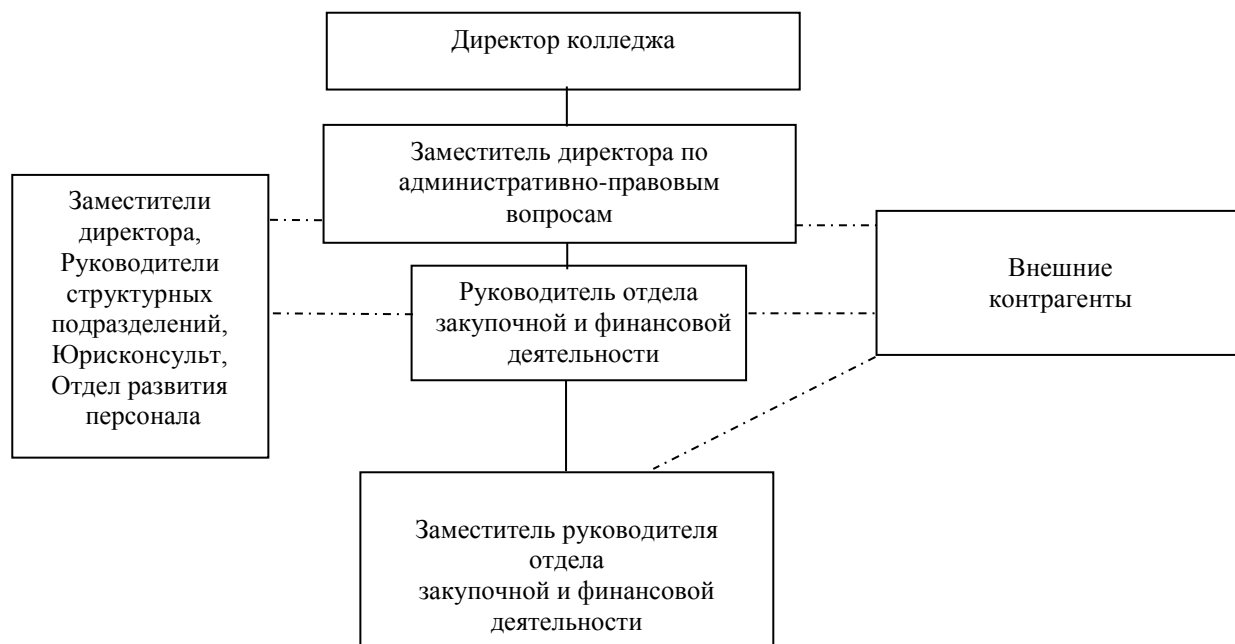 Директор колледжа
Заместитель директора по
административно-правовым
вопросам
Заместители
директора,
Руководители
структурных
подразделений,
Юрисконсульт,
Отдел развития
персонала
Руководитель отдела
закупочной и финансовой
деятельности
Внешние
контрагенты
Заместитель руководителя
отдела
закупочной и финансовой
деятельности